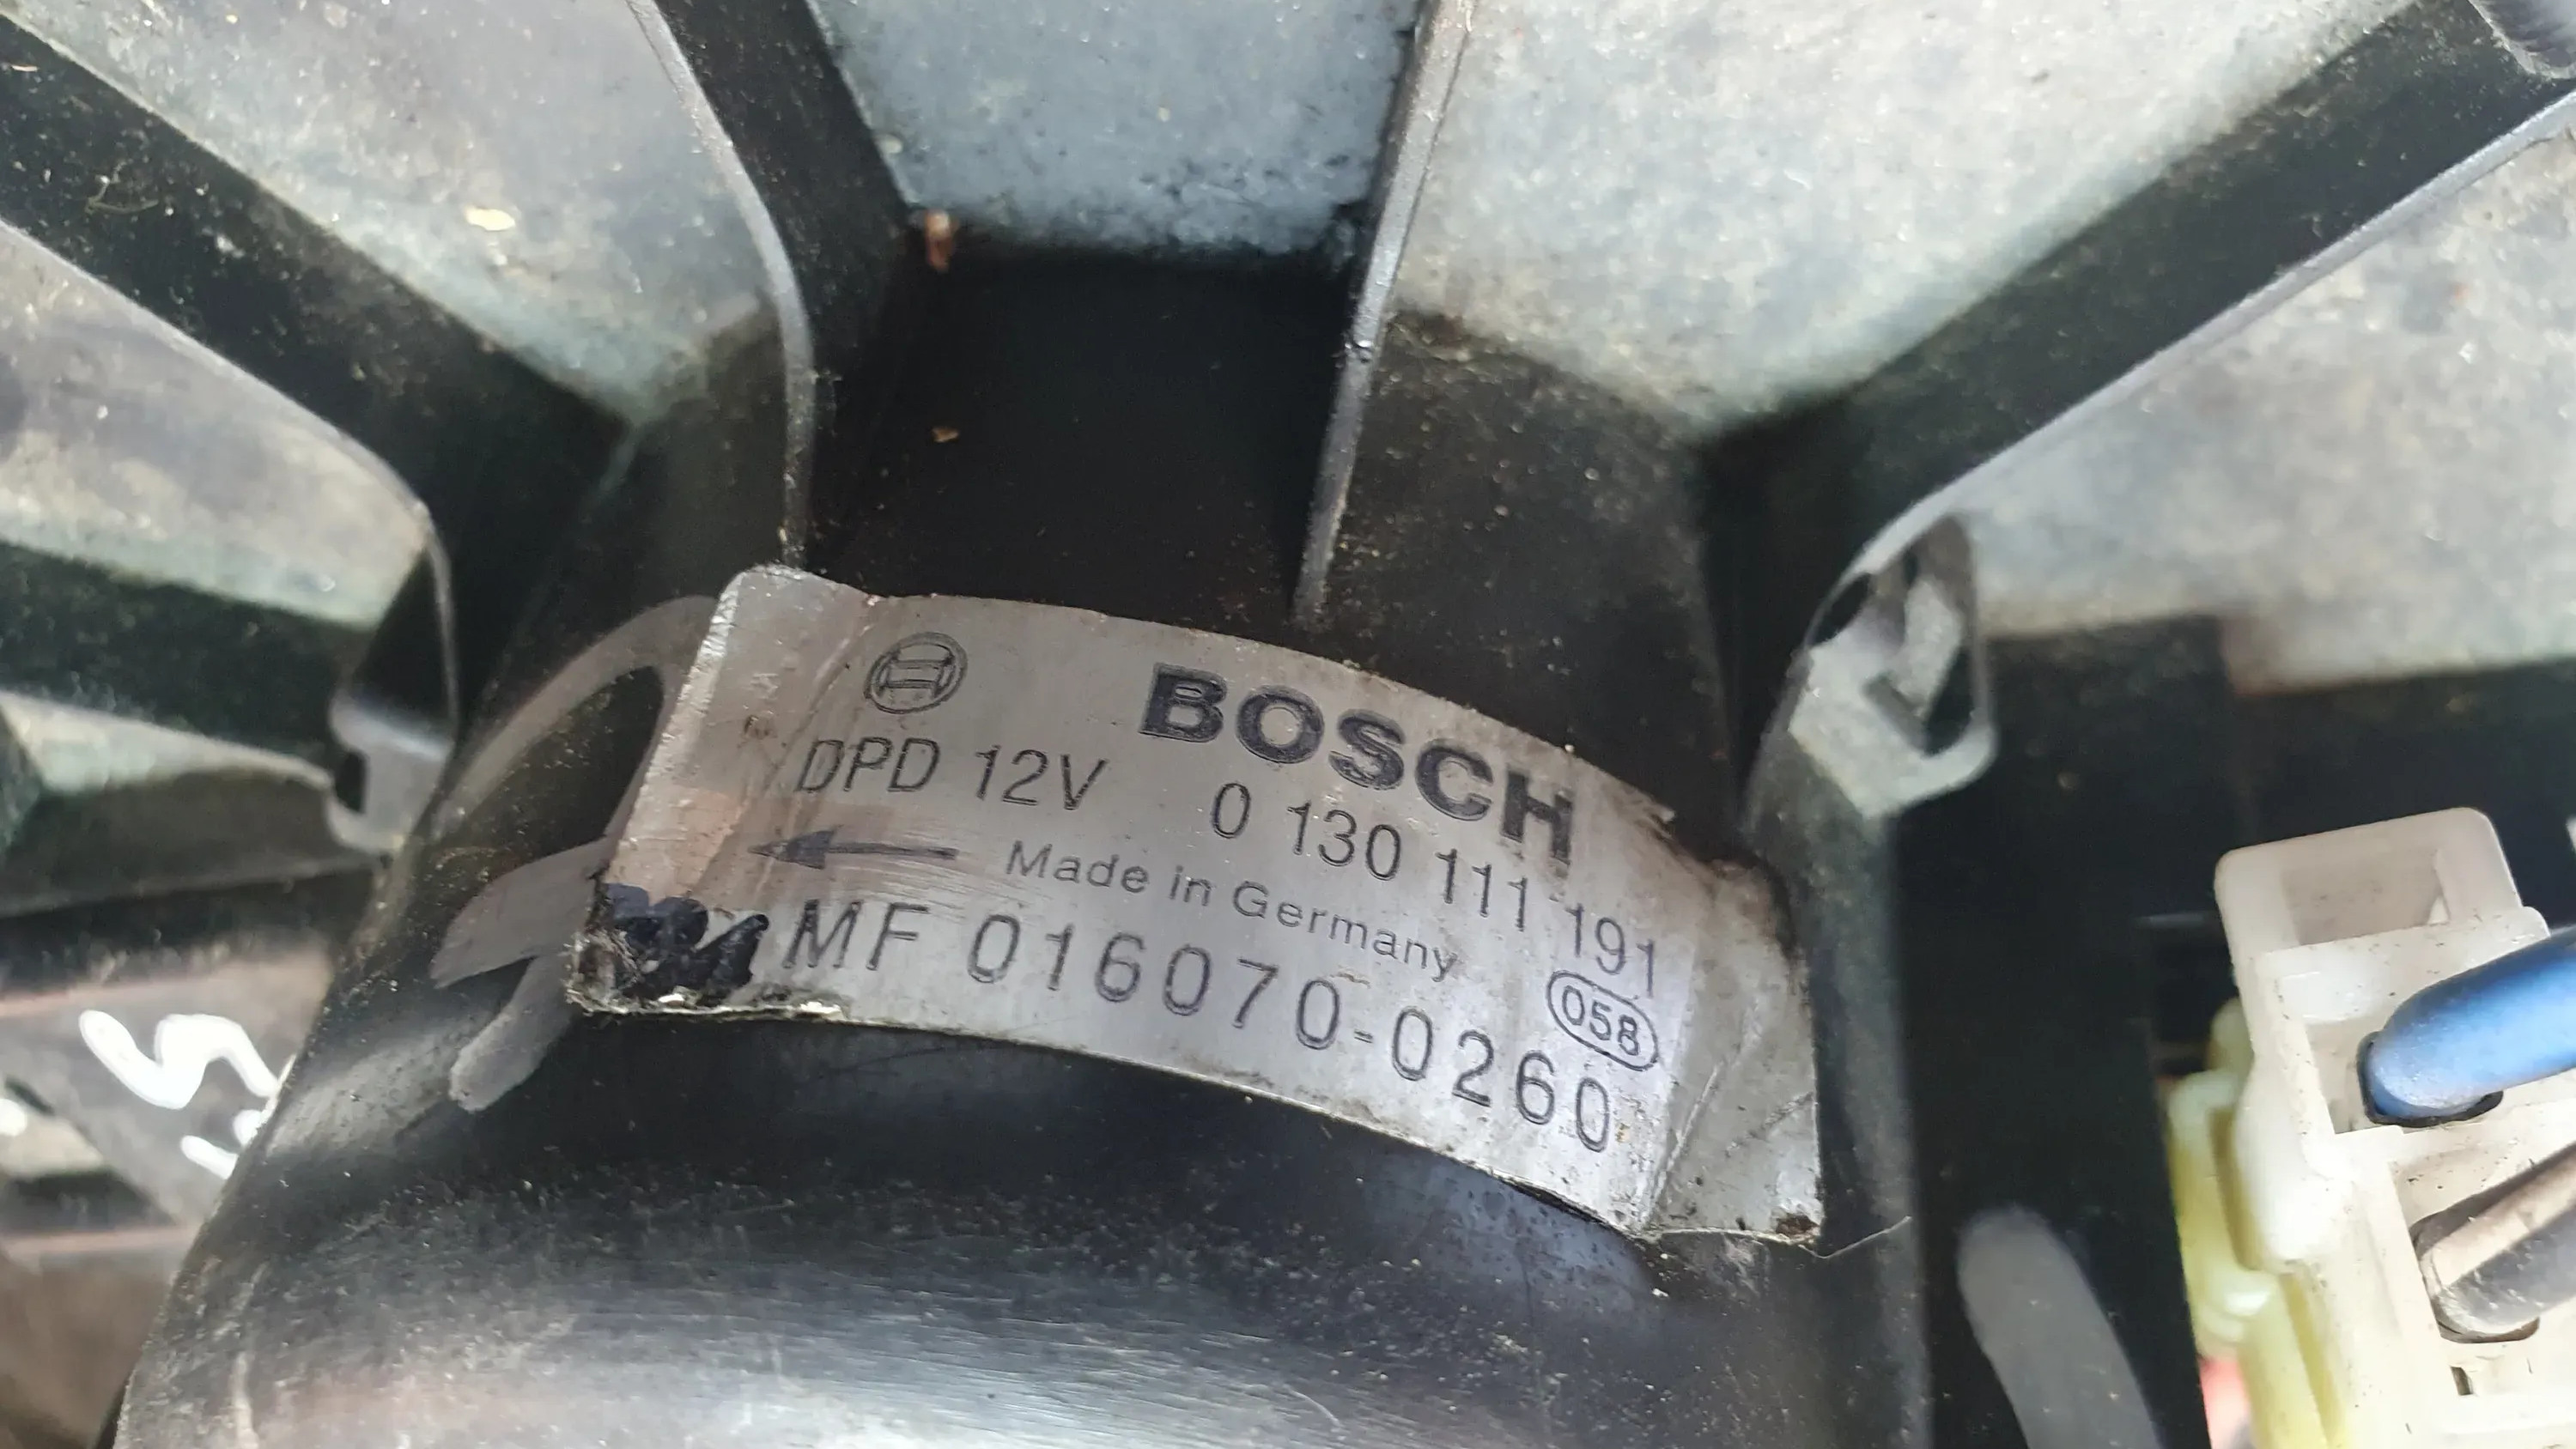 BOSCH
DPD 12V 0 130 111 191
Made in Germany
058
MF 016070-0260